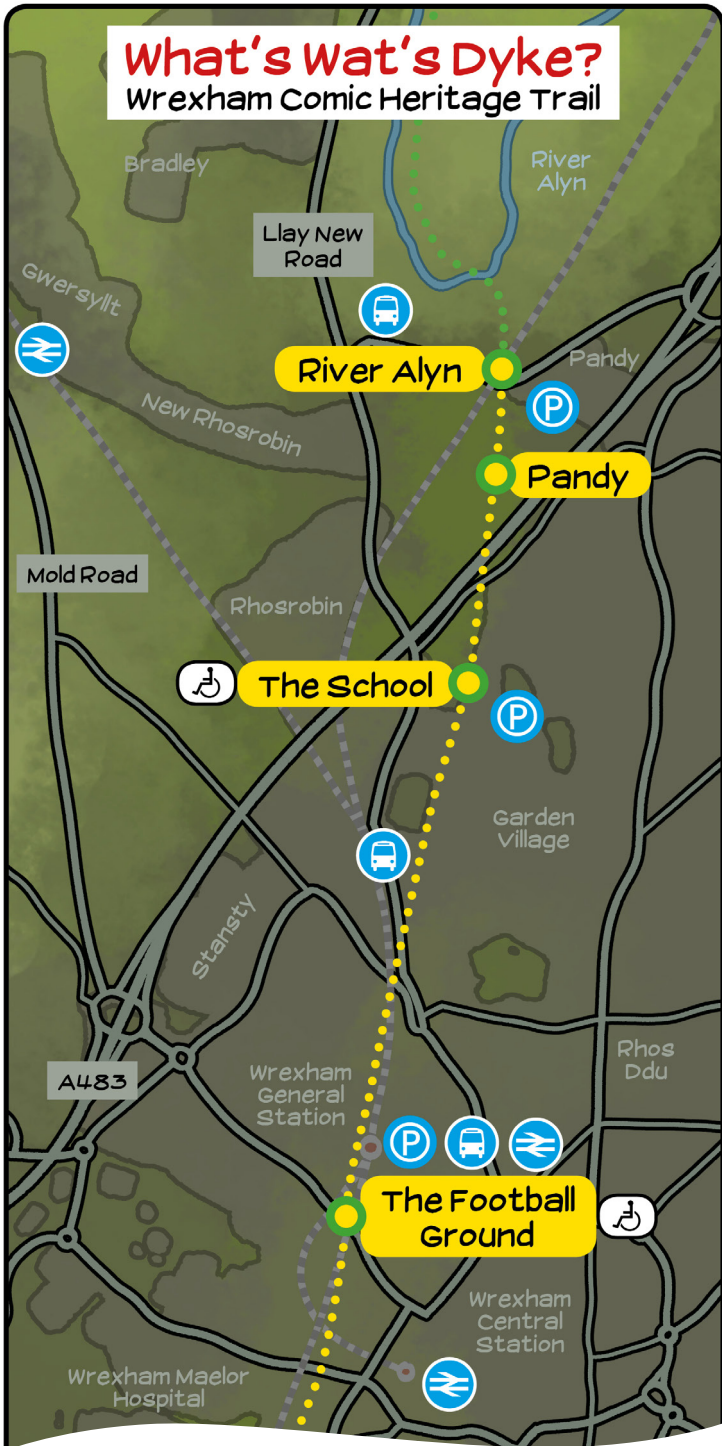 What's Wat's Dyke?
Wrexham Comic Heritage Trail
Bradley
River
Alyn
Llay New
Road
Gwersyllt
River Alyn
Pandy
P
New Rhosrobin
Pandy
Mold Road
Rhosrobin
The School
P
Garden
Village
Stansty
Rhos
Ddu
A483
Wrexham
General
Station
P
The Football
Ground
Wrexham
Central
Station
Wrexham Maelor
Hospital